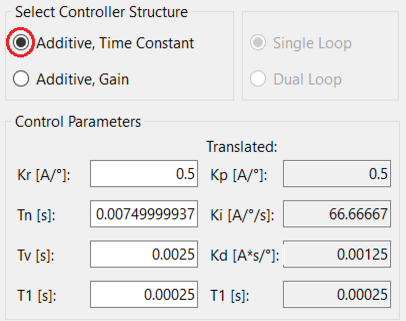 Select Controller Structure
Additive, Time Constant
Single Loop
Additive, Gain
Dual Loop
Control Parameters
Translated:
Kr [A/°]: 0.5 Kp [A/°]: 0.5
Tn [s]: 0.00749999937 Ki [A/°/s]: 66.66667
Tv [s]: 0.0025 Kd [A*s/°]: 0.00125
T1 [s]: 0.00025 T1 [s]: 0.00025